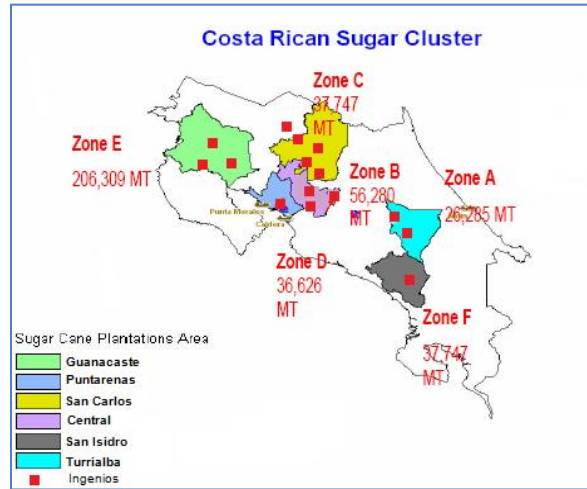 Costa Rican Sugar Cluster
Zone C
37,747
MT
Zone E
206,309 MT
Zone B
56,280
MT
Zone A
26,285 MT
Punta Morales
Caldera
Zone D
36,626
MT
Zone F
37,747
MT
Sugar Cane Plantations Area
Guanacaste
Puntarenas
San Carlos
Central
San Isidro
Turrialba
Ingenios